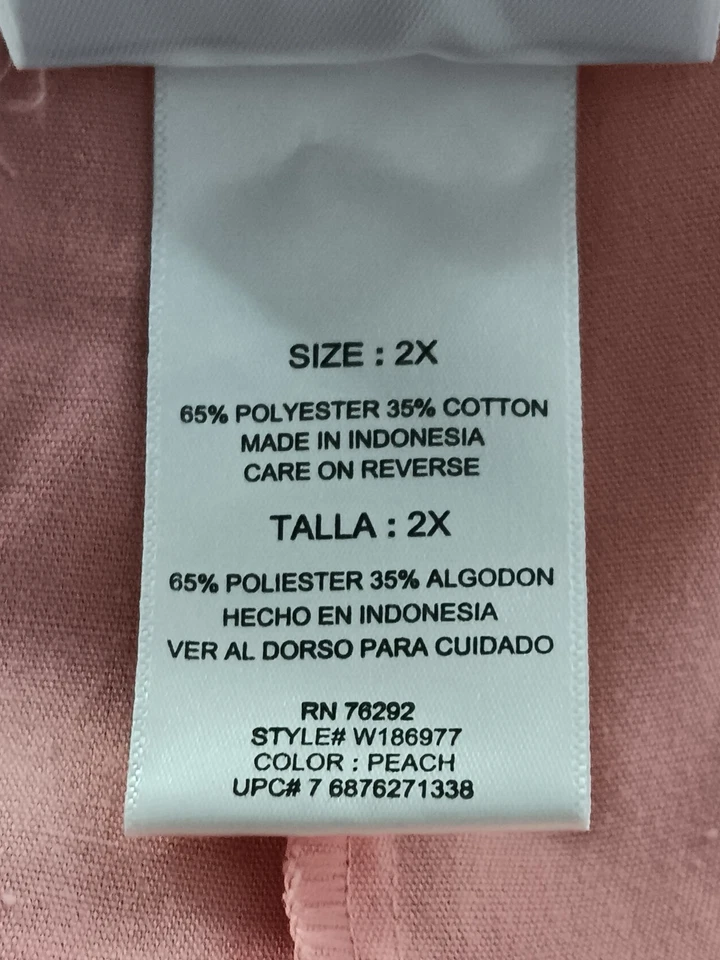 SIZE : 2X
65% POLYESTER 35% COTTON
MADE IN INDONESIA
CARE ON REVERSE
TALLA : 2X
65% POLIESTER 35% ALGODON
HECHO EN INDONESIA
VER AL DORSO PARA CUIDADO
RN 76292
STYLE# W186977
COLOR : PEACH
UPC# 7 6876271338